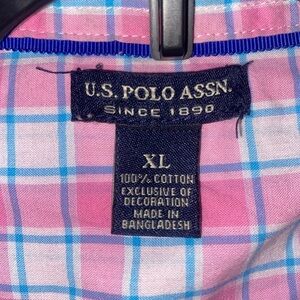 U.S. POLO ASSN.
SINCE 1890
XL
100% COTTON
EXCLUSIVE OF
DECORATION
MADE IN
BANGLADESH